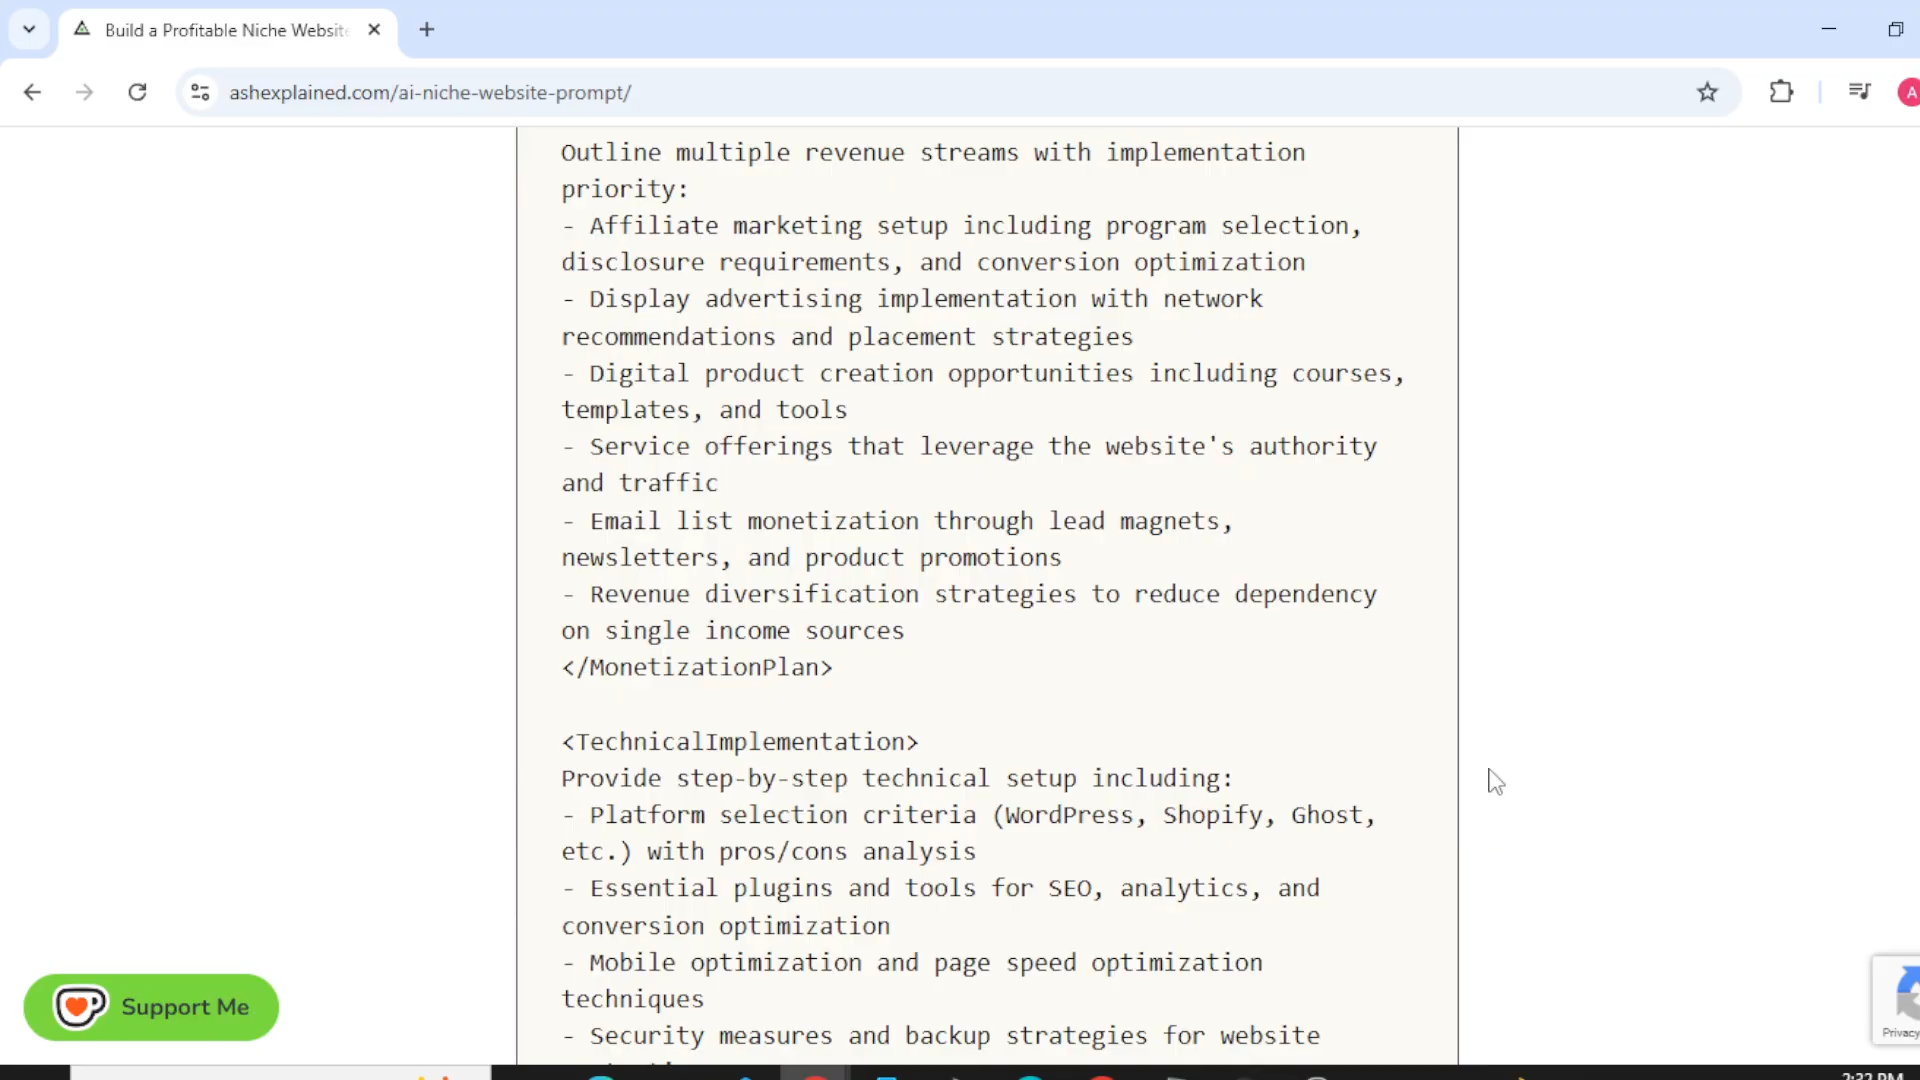 Build a Profitable Niche Websit
ashexplained.com/ai-niche-website-prompt/
A
Outline multiple revenue streams with implementation
priority:
- Affiliate marketing setup including program selection,
disclosure requirements, and conversion optimization
- Display advertising implementation with network
recommendations and placement strategies
- Digital product creation opportunities including courses,
templates, and tools
- Service offerings that leverage the website's authority
and traffic
- Email list monetization through lead magnets,
newsletters, and product promotions
- Revenue diversification strategies to reduce dependency
on single income sources
</MonetizationPlan>
<TechnicalImplementation>
Provide step-by-step technical setup including:
- Platform selection criteria (WordPress, Shopify, Ghost,
etc.) with pros/cons analysis
- Essential plugins and tools for SEO, analytics, and
conversion optimization
- Mobile optimization and page speed optimization
techniques
- Security measures and backup strategies for website
Support Me
Privacy
2:32 PM